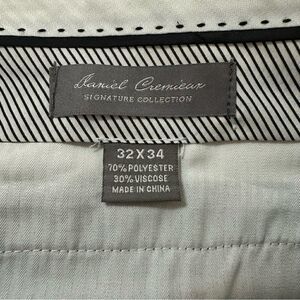 Daniel Cremieux
SIGNATURE COLLECTION
32X34
70% POLYESTER
30% VISCOSE
MADE IN CHINA